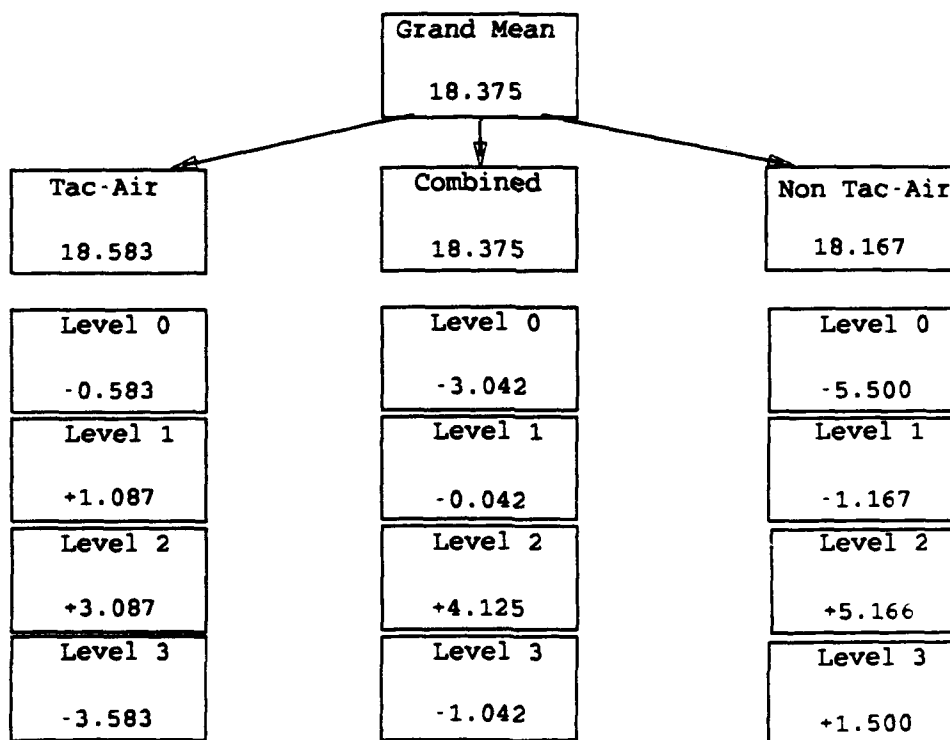 Grand Mean
18.375
Tac-Air
18.583
Combined
18.375
Non Tac-Air
18.167
Level 0
-0.583
Level 1
+1.087
Level 2
+3.087
Level 3
-3.583
Level 0
-3.042
Level 1
-0.042
Level 2
+4.125
Level 3
-1.042
Level 0
-5.500
Level 1
-1.167
Level 2
+5.166
Level 3
+1.500